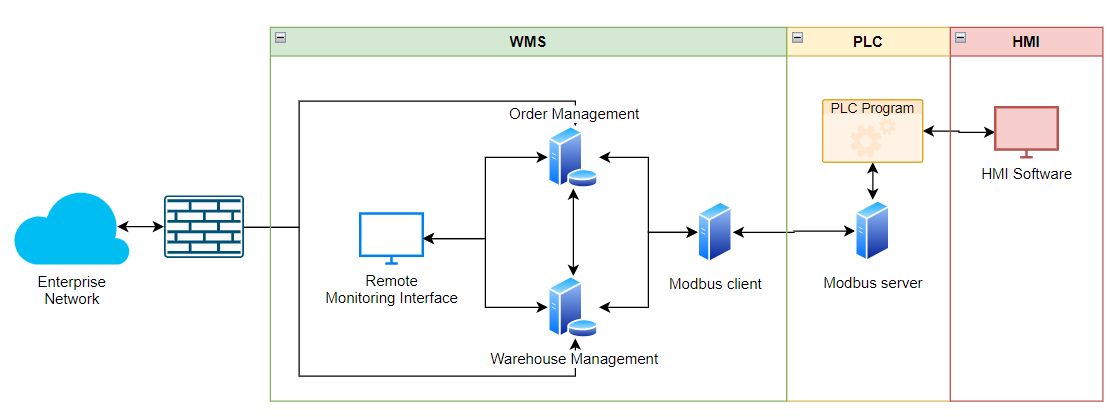 WMS
PLC
HMI
Order Management
PLC Program
HMI Software
Enterprise
Network
Remote
Monitoring Interface
Modbus client
Modbus server
Warehouse Management